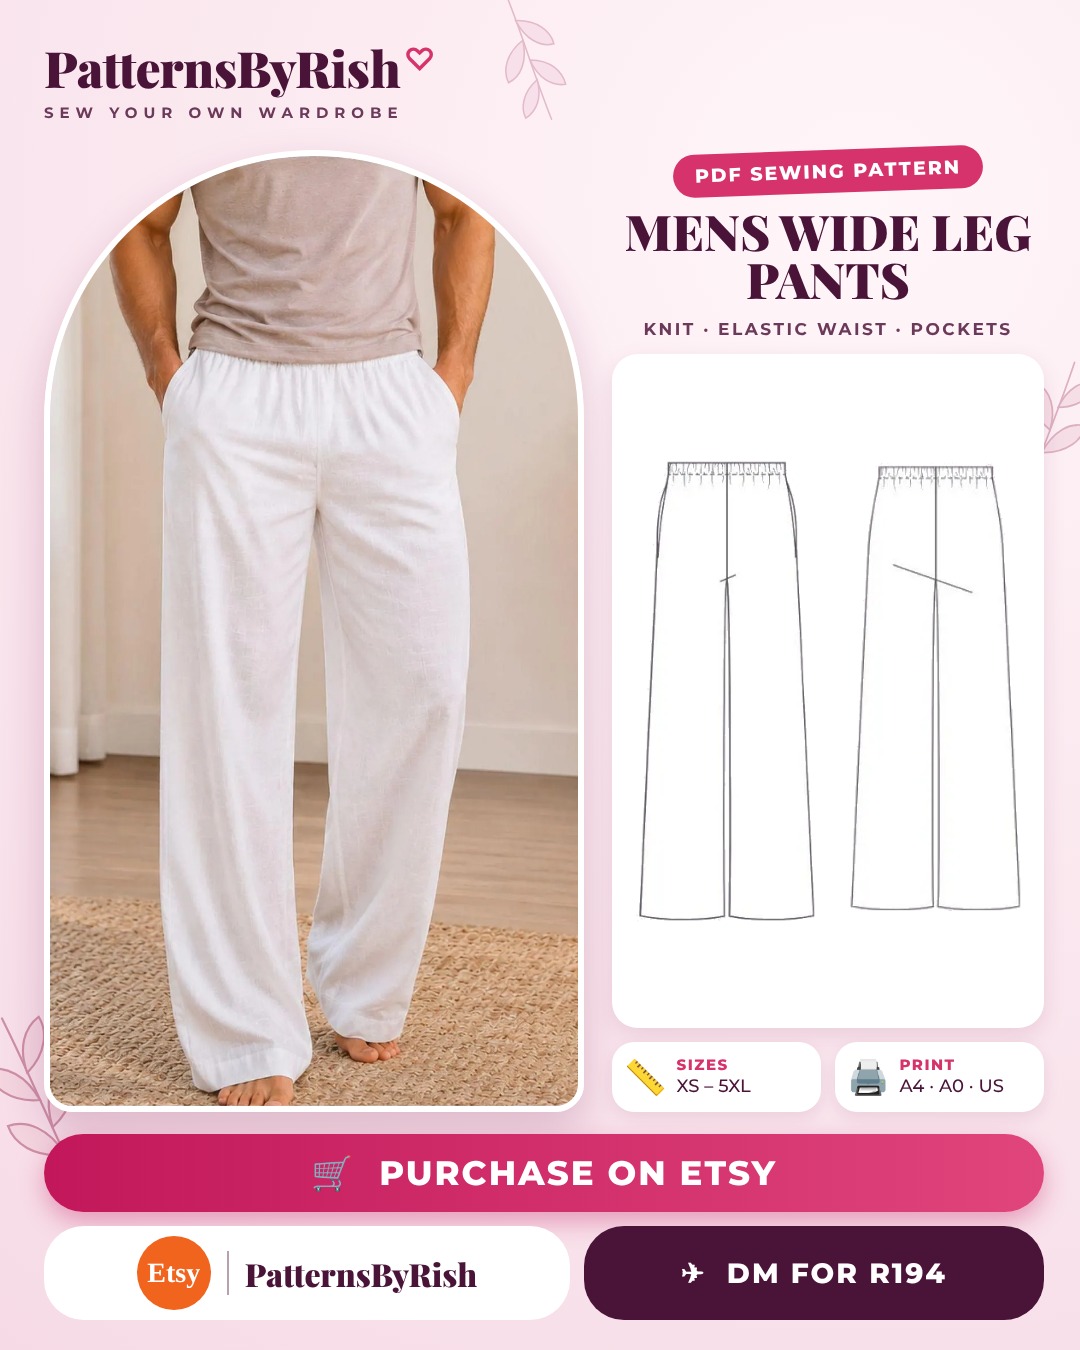 PatternsByRish
SEW YOUR OWN WARDROBE
PDF SEWING PATTERN
MENS WIDE LEG
PANTS
KNIT · ELASTIC WAIST · POCKETS
SIZES
XS – 5XL
PRINT
A4 · A0 · US
PURCHASE ON ETSY
Etsy
PatternsByRish
DM FOR R194